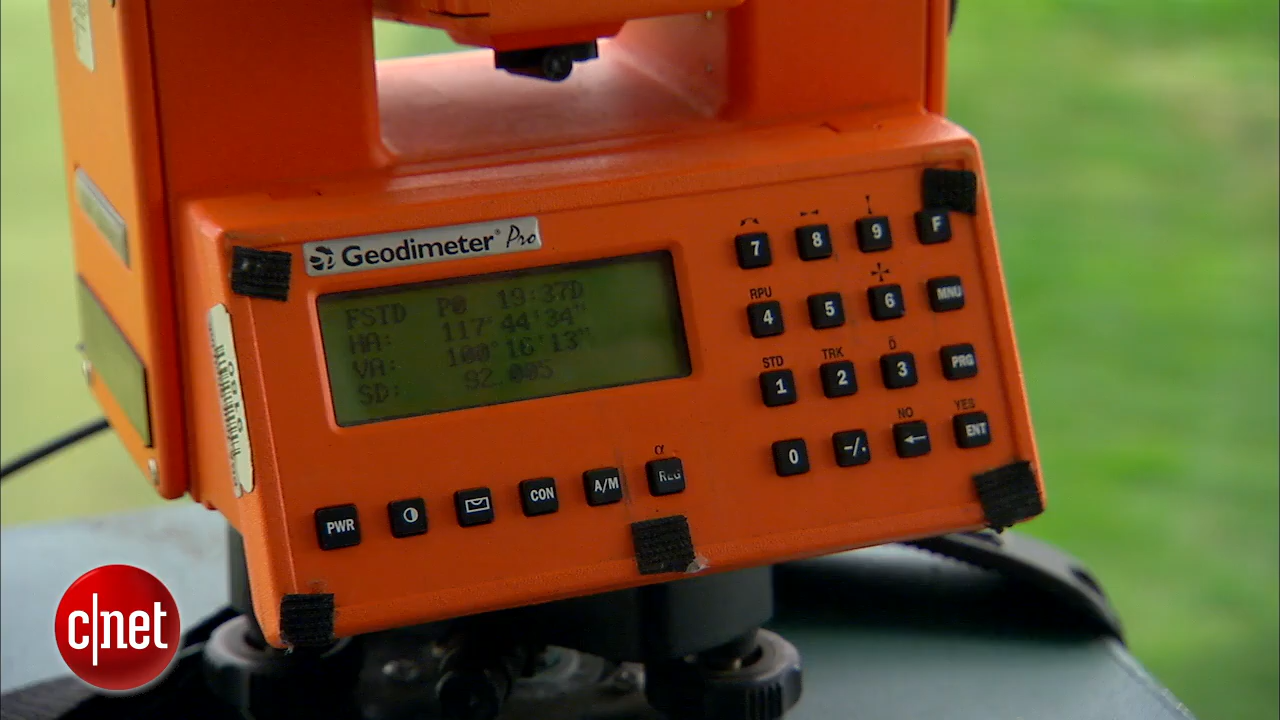 Geodimeter® Pro
FSTD P0 19:37D
HA: 117°44'34"
VA: 100°16'13"
SD: 92.005
7 8 9 F
RPU
4 5 6 MNU
STD TRK D
1 2 3 PRG
NO YES
0 -/. ← ENT
α
PWR CON A/M REG
c|net